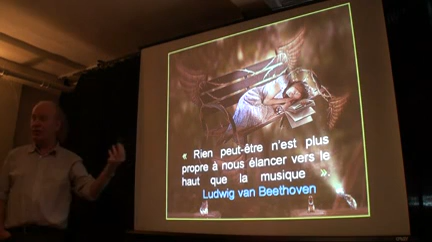 « Rien peut-être n'est plus
propre à nous élancer vers le
haut que la musique ».
Ludwig van Beethoven